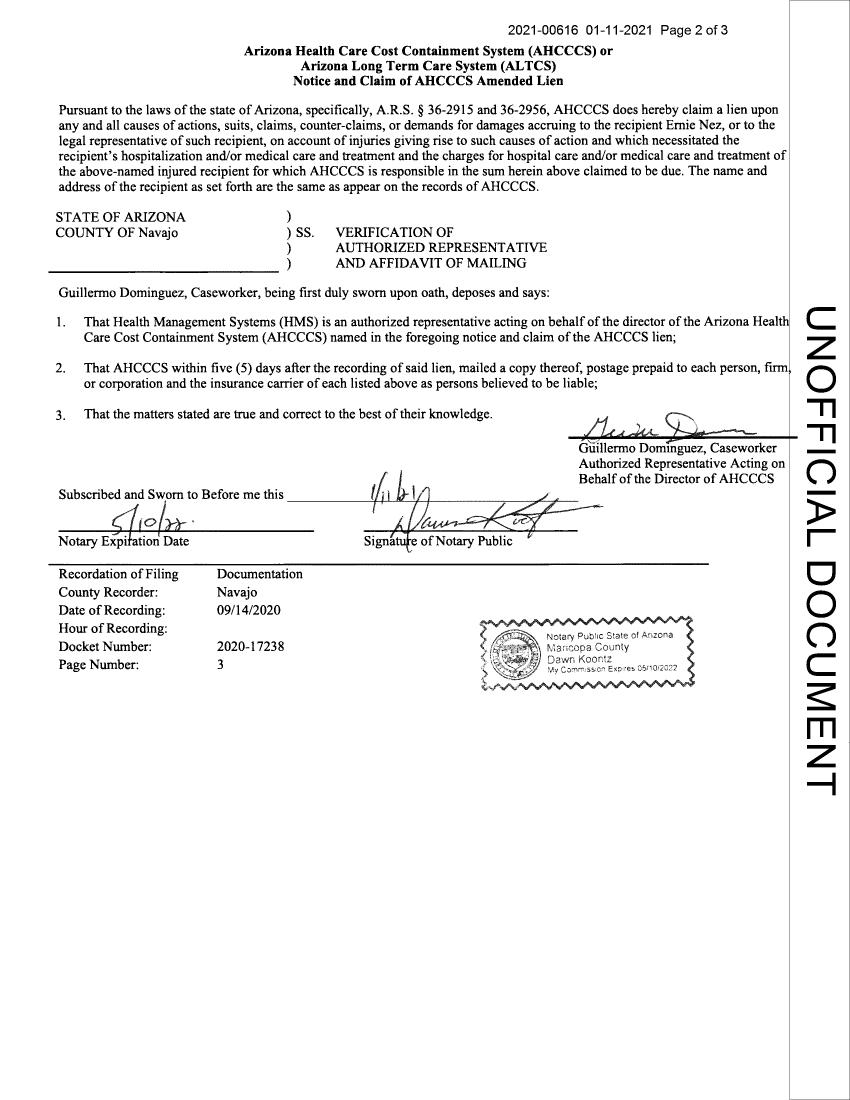 2021-00616 01-11-2021 Page 2 of 3
Arizona Health Care Cost Containment System (AHCCCS) or
Arizona Long Term Care System (ALTCS)
Notice and Claim of AHCCCS Amended Lien
Pursuant to the laws of the state of Arizona, specifically, A.R.S. § 36-2915 and 36-2956, AHCCCS does hereby claim a lien upon
any and all causes of actions, suits, claims, counter-claims, or demands for damages accruing to the recipient Ernie Nez, or to the
legal representative of such recipient, on account of injuries giving rise to such causes of action and which necessitated the
recipient's hospitalization and/or medical care and treatment and the charges for hospital care and/or medical care and treatment of
the above-named injured recipient for which AHCCCS is responsible in the sum herein above claimed to be due. The name and
address of the recipient as set forth are the same as appear on the records of AHCCCS.
STATE OF ARIZONA )
COUNTY OF Navajo ) SS. VERIFICATION OF
) AUTHORIZED REPRESENTATIVE
) AND AFFIDAVIT OF MAILING
Guillermo Dominguez, Caseworker, being first duly sworn upon oath, deposes and says:
1. That Health Management Systems (HMS) is an authorized representative acting on behalf of the director of the Arizona Health
Care Cost Containment System (AHCCCS) named in the foregoing notice and claim of the AHCCCS lien;
2. That AHCCCS within five (5) days after the recording of said lien, mailed a copy thereof, postage prepaid to each person, firm,
or corporation and the insurance carrier of each listed above as persons believed to be liable;
3. That the matters stated are true and correct to the best of their knowledge.
Guillermo Dominguez, Caseworker
Authorized Representative Acting on
Behalf of the Director of AHCCCS
Subscribed and Sworn to Before me this 1/11/21
5/10/22.
Notary Expiration Date Signature of Notary Public
Recordation of Filing Documentation
County Recorder: Navajo
Date of Recording: 09/14/2020
Hour of Recording:
Docket Number: 2020-17238
Page Number: 3
Notary Public State of Arizona
Maricopa County
Dawn Koontz
My Commission Expires 05/10/2022
UNOFFICIAL DOCUMENT